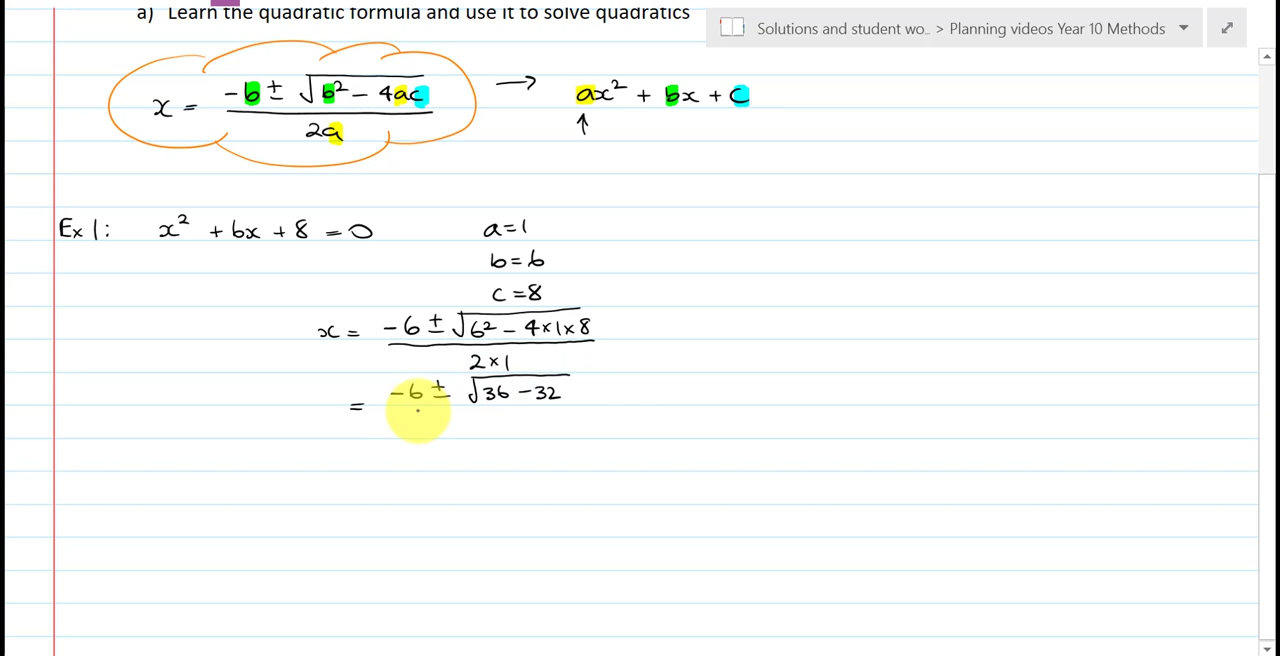 a) Learn the quadratic formula and use it to solve quadratics
Solutions and student wo... > Planning videos Year 10 Methods
x = (-b ± √(b² - 4ac)) / 2a → ax² + bx + c
↑
Ex 1: x² + 6x + 8 = 0 a = 1
b = 6
c = 8
x = (-6 ± √(6² - 4×1×8)) / (2×1)
= -6 ± √(36 - 32)